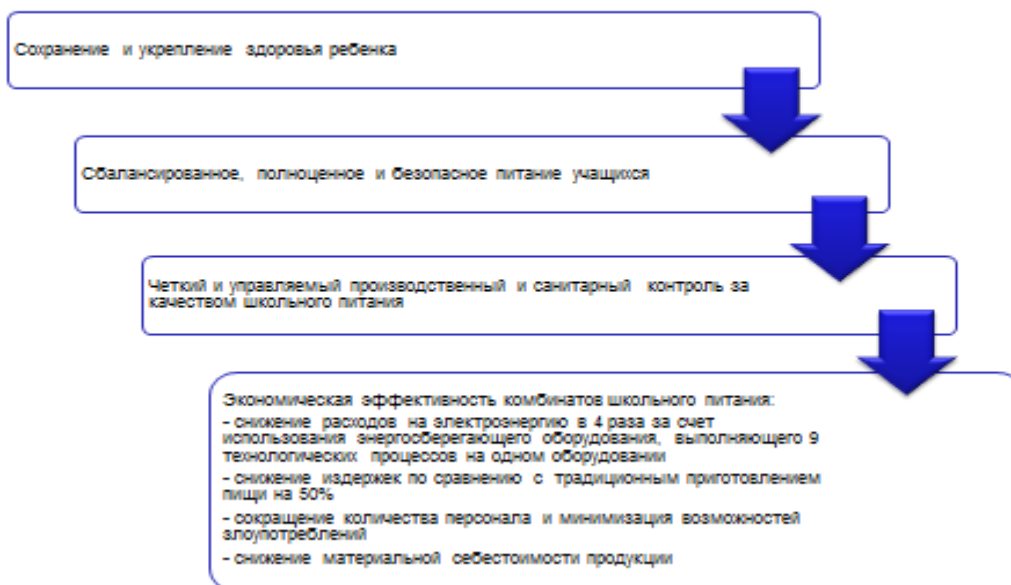 Сохранение и укрепление здоровья ребенка
Сбалансированное, полноценное и безопасное питание учащихся
Четкий и управляемый производственный и санитарный контроль за
качеством школьного питания
Экономическая эффективность комбинатов школьного питания:
- снижение расходов на электроэнергию в 4 раза за счет
использования энергосберегающего оборудования, выполняющего 9
технологических процессов на одном оборудовании
- снижение издержек по сравнению с традиционным приготовлением
пищи на 50%
- сокращение количества персонала и минимизация возможностей
злоупотреблений
- снижение материальной себестоимости продукции